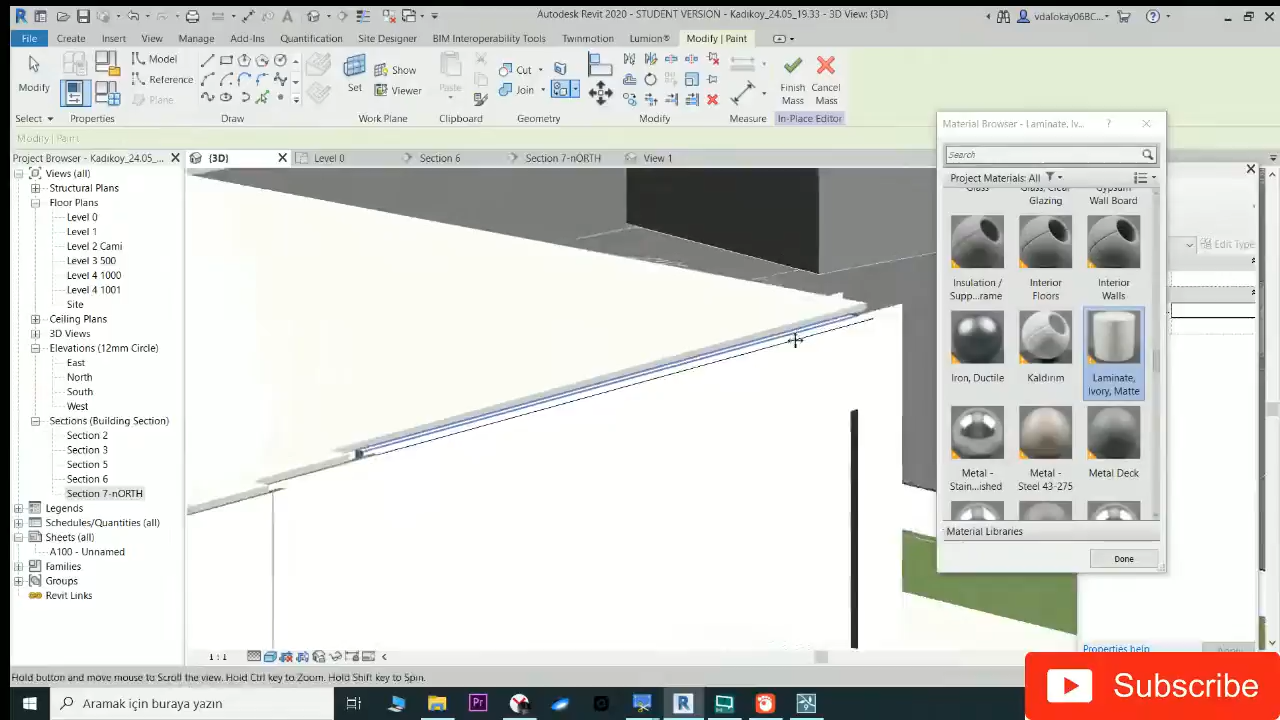 Autodesk Revit 2020 - STUDENT VERSION - Kadıkoy_24.05_19.33 - 3D View: {3D}
vdalokay06BC...
File Create Insert View Manage Add-Ins Quantification Site Designer BIM Interoperability Tools Twinmotion Lumion® Modify | Paint
Modify
Model
Reference
Plane
Set
Show
Viewer
Paste
Cut
Join
Finish Mass
Cancel Mass
Select Properties Draw Work Plane Clipboard Geometry Modify Measure In-Place Editor
Modify | Paint
Project Browser - Kadıkoy_24.05_...
{3D} Level 0 Section 6 Section 7-nORTH View 1
Views (all)
Structural Plans
Floor Plans
Level 0
Level 1
Level 2 Cami
Level 3 500
Level 4 1000
Level 4 1001
Site
Ceiling Plans
3D Views
Elevations (12mm Circle)
East
North
South
West
Sections (Building Section)
Section 2
Section 3
Section 5
Section 6
Section 7-nORTH
Legends
Schedules/Quantities (all)
Sheets (all)
A100 - Unnamed
Families
Groups
Revit Links
Material Browser - Laminate, Iv...
Search
Project Materials: All
Glass
Glass, Clear Glazing
Gypsum Wall Board
Insulation / Supp...rame
Interior Floors
Interior Walls
Iron, Ductile
Kaldırım
Laminate, Ivory, Matte
Metal - Stain...ished
Metal - Steel 43-275
Metal Deck
Material Libraries
Done
Edit Type
Properties help
1 : 1
Hold button and move mouse to Scroll the view. Hold Ctrl key to Zoom. Hold Shift key to Spin.
Aramak için buraya yazın
Subscribe